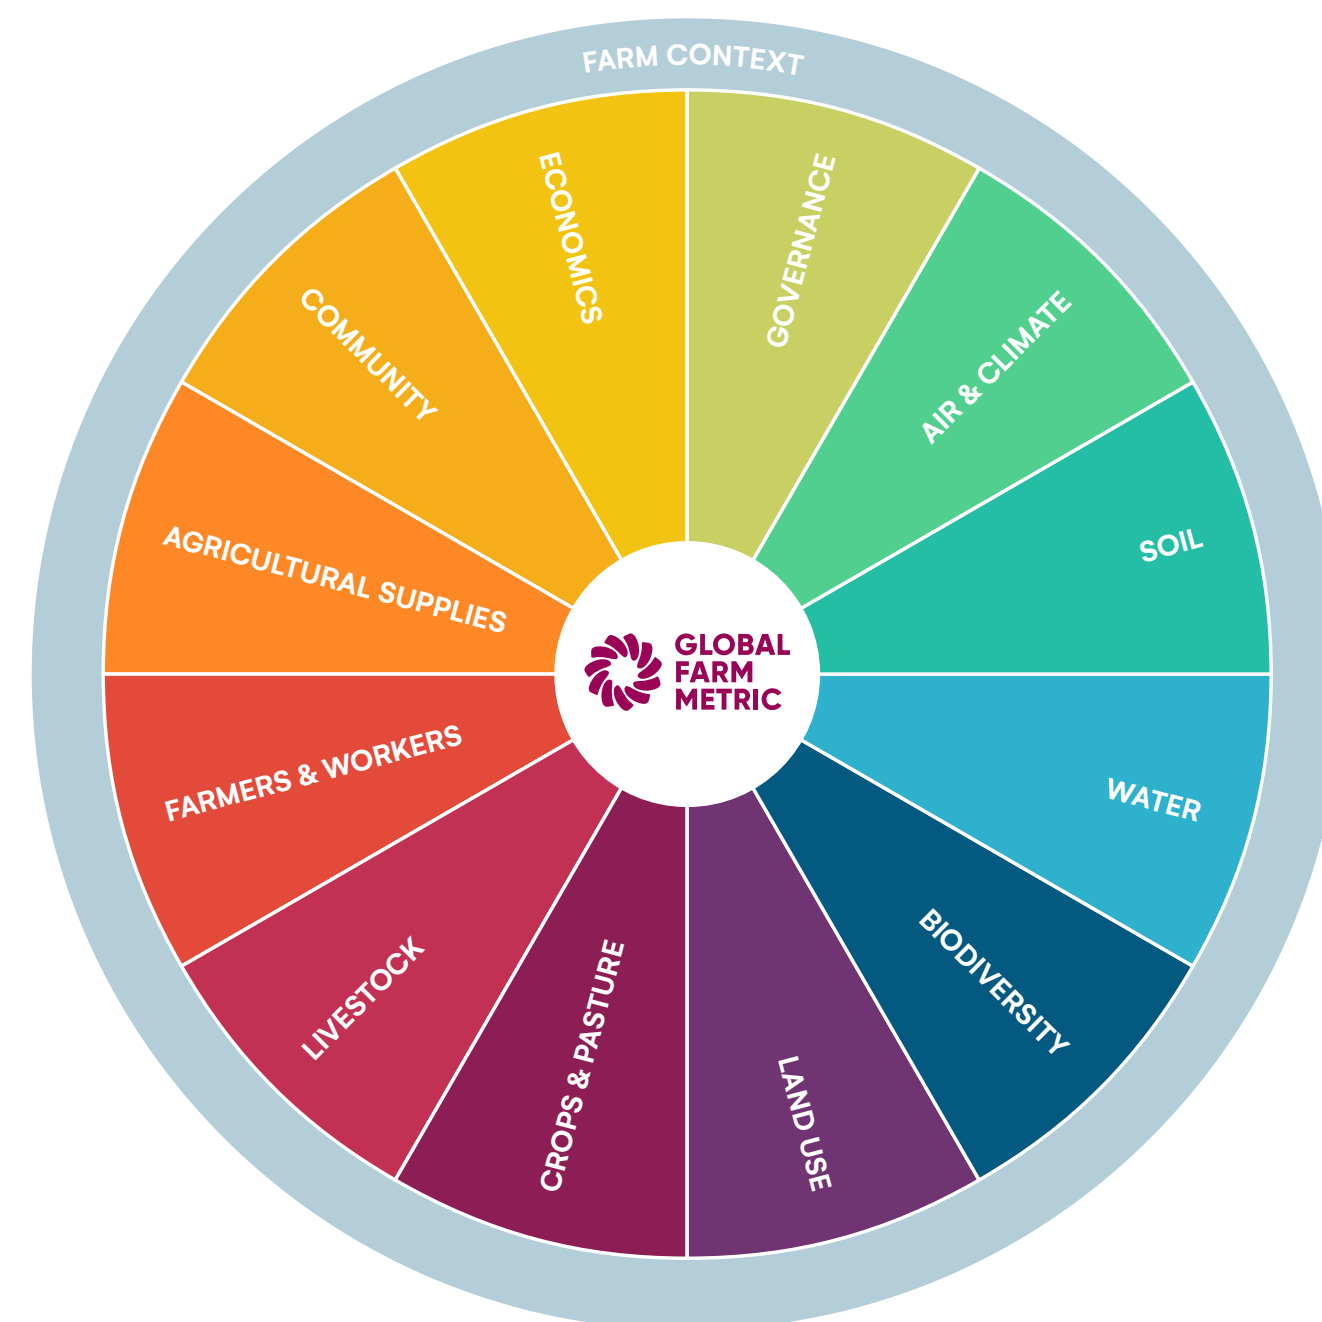 FARM CONTEXT
GOVERNANCE
AIR & CLIMATE
SOIL
WATER
BIODIVERSITY
LAND USE
CROPS & PASTURE
LIVESTOCK
FARMERS & WORKERS
AGRICULTURAL SUPPLIES
COMMUNITY
ECONOMICS
GLOBAL
FARM
METRIC